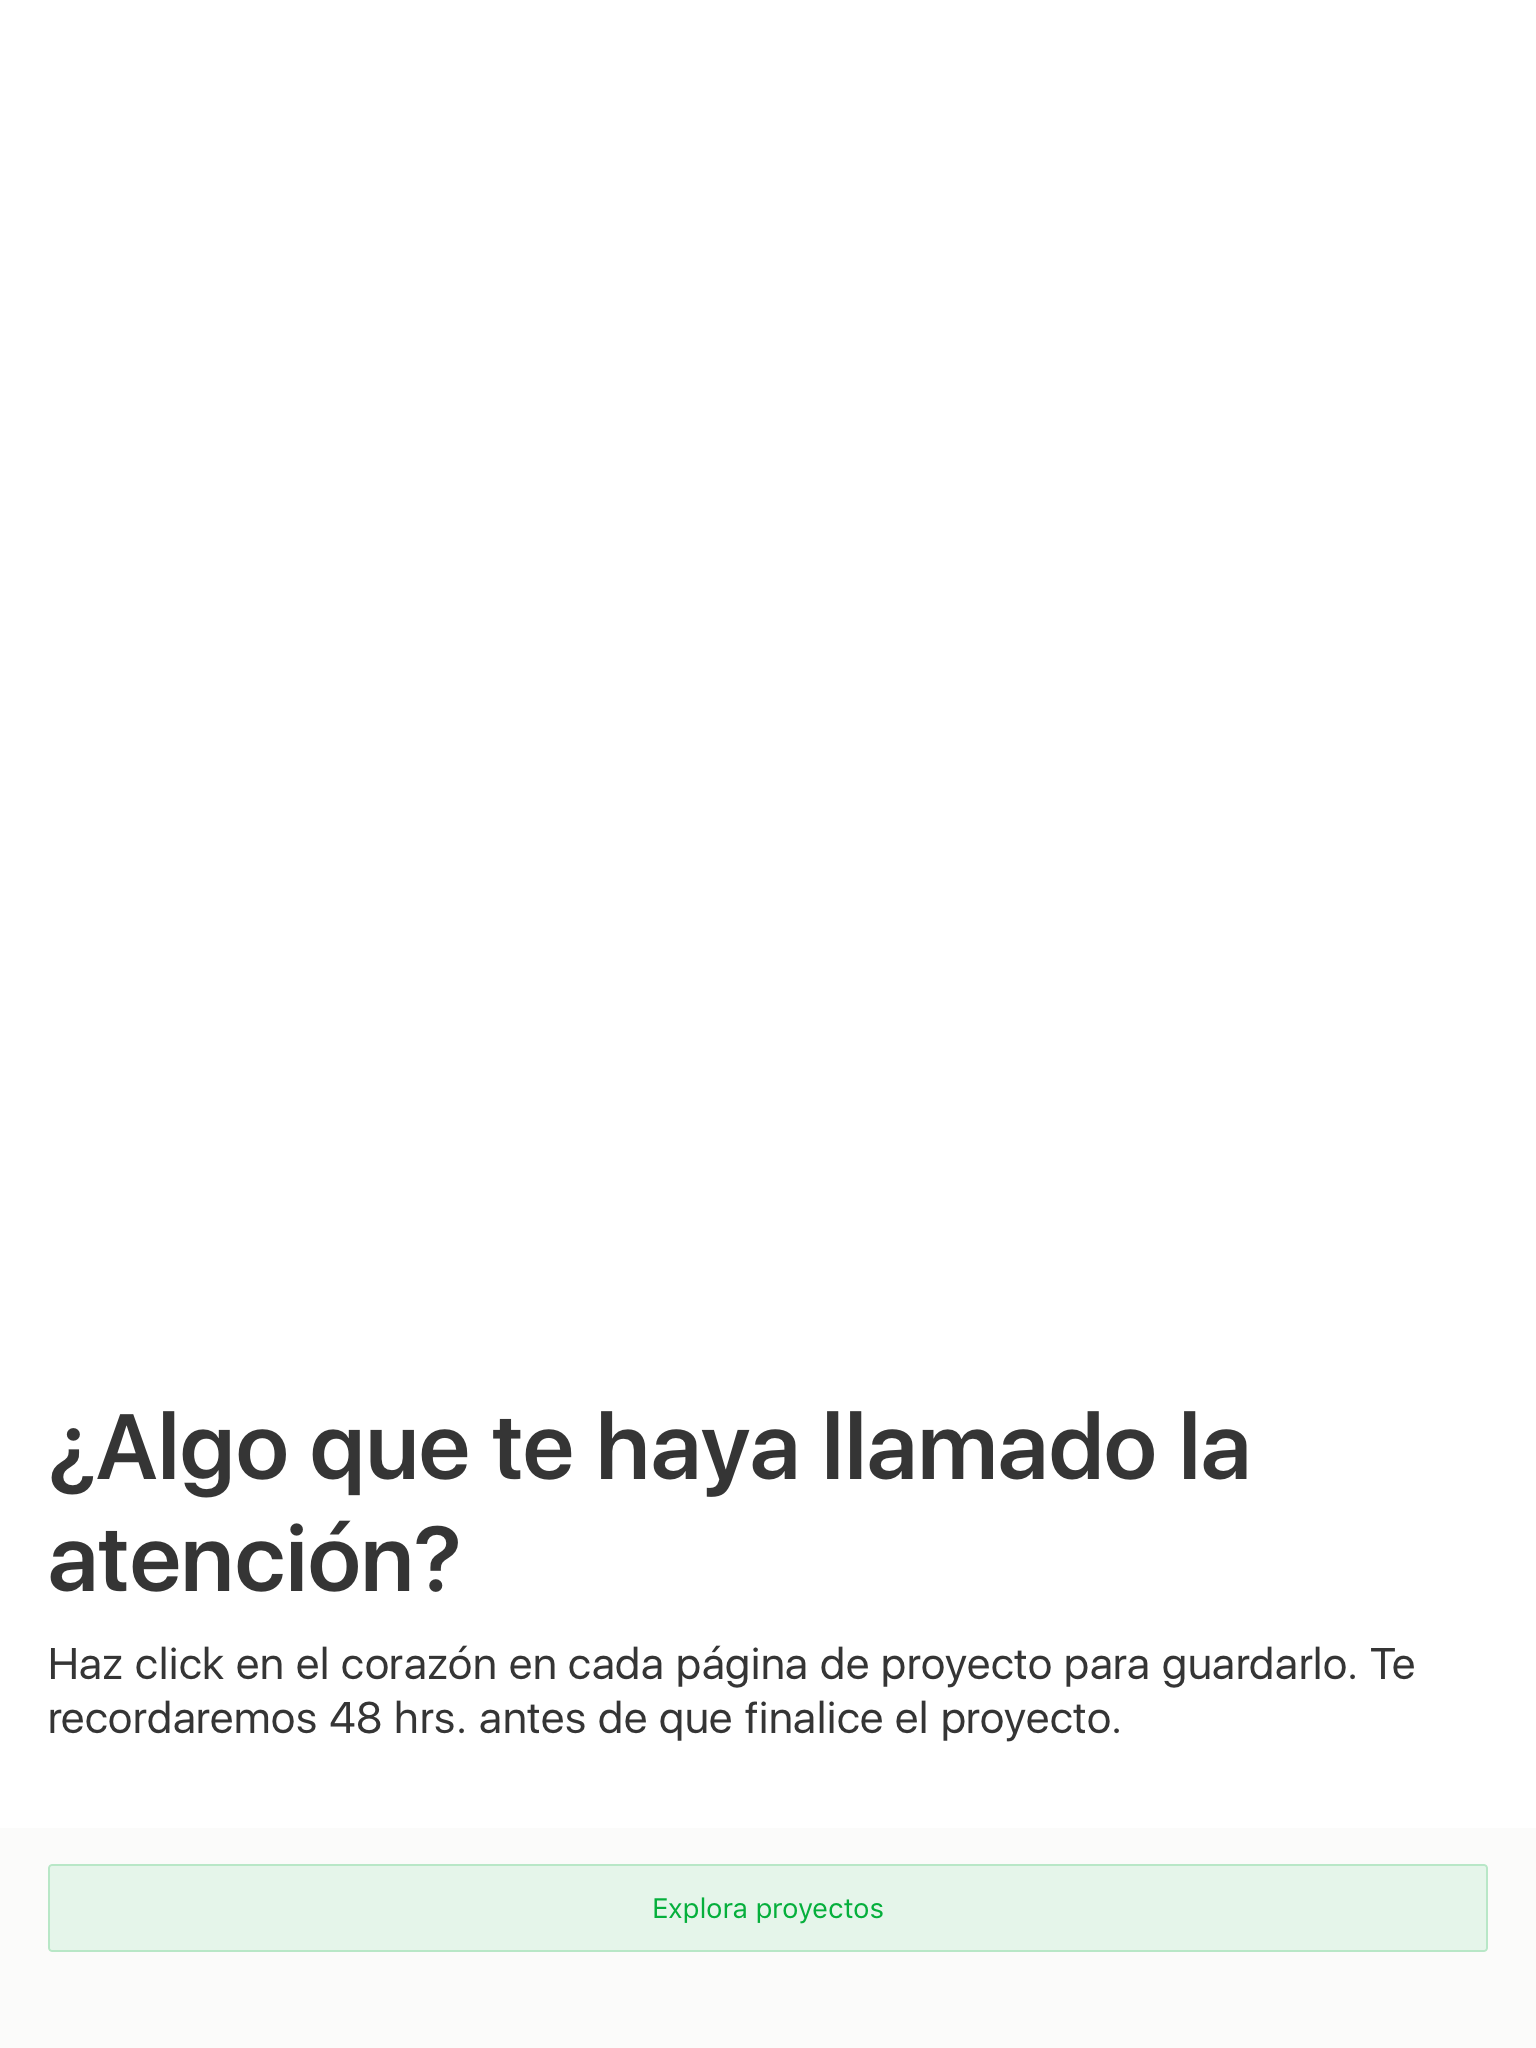 ¿Algo que te haya llamado la
atención?
Haz click en el corazón en cada página de proyecto para guardarlo. Te
recordaremos 48 hrs. antes de que finalice el proyecto.
Explora proyectos